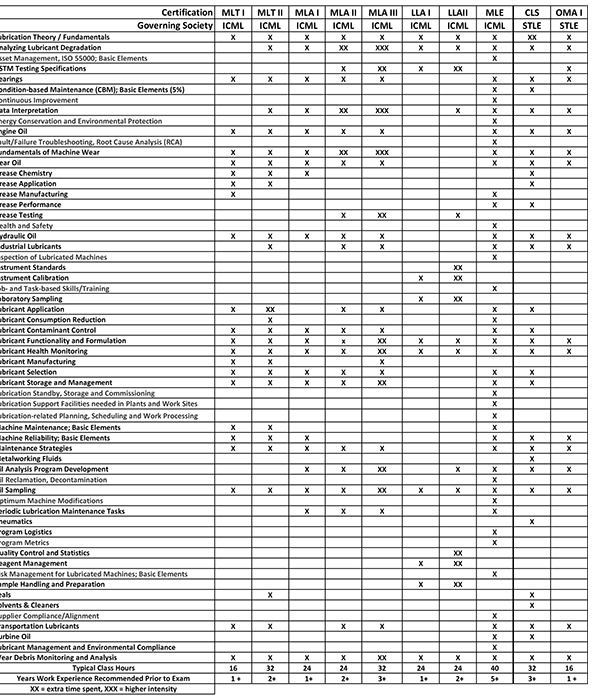 Certification MLT I MLT II MLA I MLA II MLA III LLA I LLAII MLE CLS OMA I
Governing Society ICML ICML ICML ICML ICML ICML ICML ICML STLE STLE
ubrication Theory / Fundamentals X X X X X X X X XX X
nalyzing Lubricant Degradation X X XX XXX X X X X X
sset Management, ISO 55000; Basic Elements X
STM Testing Specifications X XX X XX X
earings X X X X X X X X
ondition-based Maintenance (CBM); Basic Elements (5%) X X
ontinuous Improvement X
ata Interpretation X X XX XXX X X X X
nergy Conservation and Environmental Protection X
ngine Oil X X X X X X X X
ault/Failure Troubleshooting, Root Cause Analysis (RCA) X
undamentals of Machine Wear X X X XX XXX X X X
ear Oil X X X X X X X X
rease Chemistry X X X X
rease Application X X X
rease Manufacturing X X
rease Performance X X
rease Testing X XX X
ealth and Safety X
ydraulic Oil X X X X X X X X
ndustrial Lubricants X X X X X X
nspection of Lubricated Machines X
nstrument Standards XX
nstrument Calibration X XX
ob- and Task-based Skills/Training X
aboratory Sampling X XX
ubricant Application X XX X X X X
ubricant Consumption Reduction X X
ubricant Contaminant Control X X X X X X X
ubricant Functionality and Formulation X X X x XX X X X X X
ubricant Health Monitoring X X X X XX X X X X X
ubricant Manufacturing X X X
ubricant Selection X X X X X X X
ubricant Storage and Management X X X X XX X X
ubrication Standby, Storage and Commissioning X
ubrication Support Facilities needed in Plants and Work Sites X
ubrication-related Planning, Scheduling and Work Processing X
achine Maintenance; Basic Elements X X X
achine Reliability; Basic Elements X X X X X X
aintenance Strategies X X X X X X X X
etalworking Fluids X
il Analysis Program Development X X XX X X X X
il Reclamation, Decontamination X
il Sampling X X X X XX X X X X X
ptimum Machine Modifications X
eriodic Lubrication Maintenance Tasks X X X X
neumatics X
rogram Logistics X
rogram Metrics X
uality Control and Statistics XX
eagent Management X XX
isk Management for Lubricated Machines; Basic Elements X
ample Handling and Preparation X XX
eals X X
olvents & Cleaners X
upplier Compliance/Alignment X
ransportation Lubricants X X X X X X X
urbine Oil X X
ubricant Management and Environmental Compliance X
ear Debris Monitoring and Analysis X X X X XX X X X X X
Typical Class Hours 16 32 24 24 32 24 24 40 32 16
Years Work Experience Recommended Prior to Exam 1 + 2+ 1+ 2+ 3+ 1+ 2+ 5+ 3+ 1 +
XX = extra time spent, XXX = higher intensity